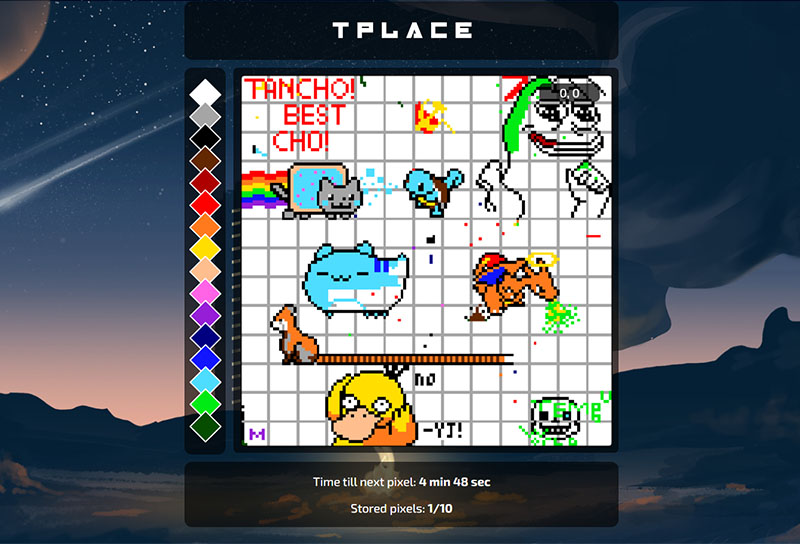 TPLACE
TANCHO!
BEST
CHO!
0, 0
no
-YJ!
M
Time till next pixel: 4 min 48 sec
Stored pixels: 1/10